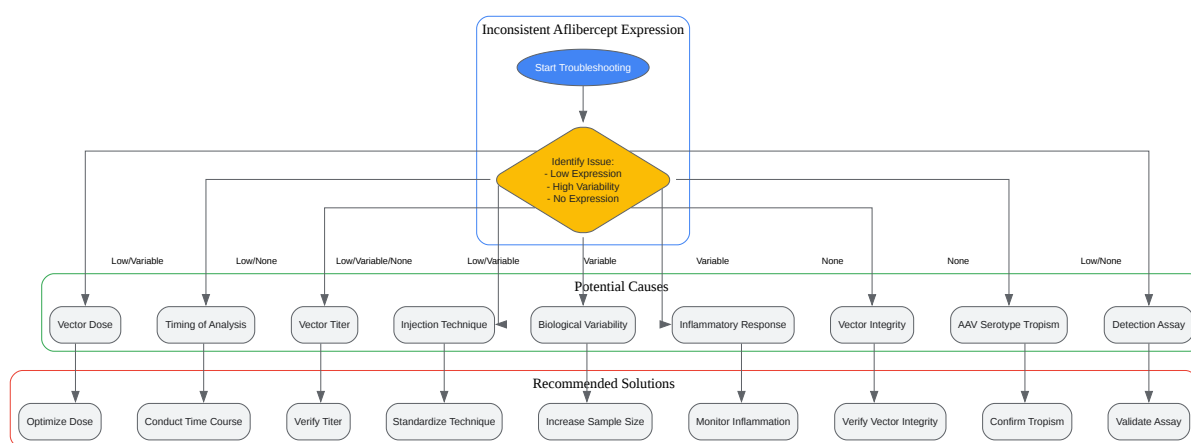 Inconsistent Aflibercept Expression
Start Troubleshooting
Identify Issue:
- Low Expression
- High Variability
- No Expression
Low/Variable
Low/None
Low/Variable/None
Low/Variable
Variable
Variable
None
None
Low/None
Potential Causes
Vector Dose
Timing of Analysis
Vector Titer
Injection Technique
Biological Variability
Inflammatory Response
Vector Integrity
AAV Serotype Tropism
Detection Assay
Recommended Solutions
Optimize Dose
Conduct Time Course
Verify Titer
Standardize Technique
Increase Sample Size
Monitor Inflammation
Verify Vector Integrity
Confirm Tropism
Validate Assay